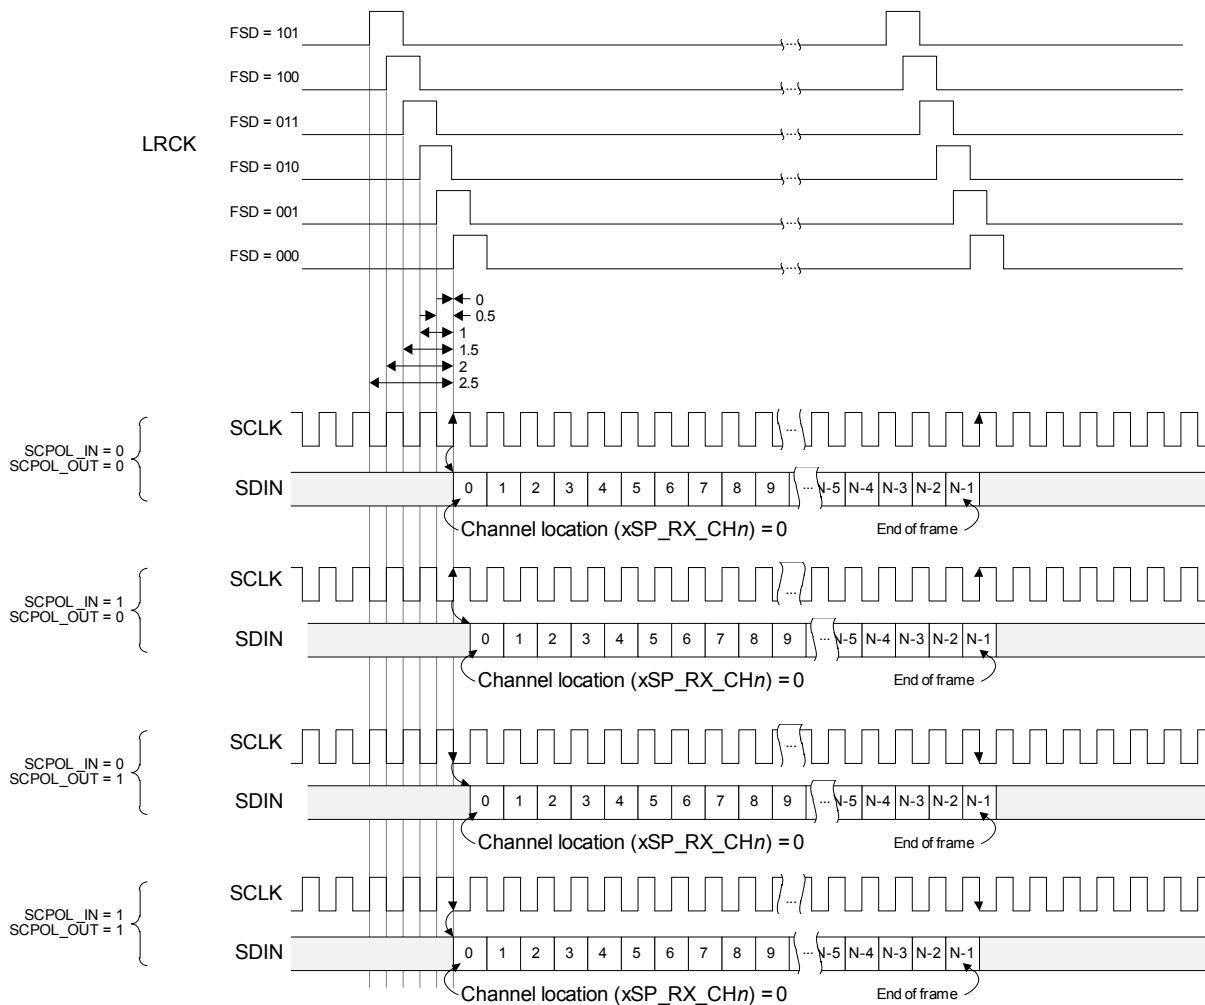 FSD = 101
...
FSD = 100
...
FSD = 011
...
LRCK
FSD = 010
...
FSD = 001
...
FSD = 000
...
0
0.5
1
1.5
2
2.5
SCPOL_IN = 0
SCPOL_OUT = 0
SCLK ...
SDIN 0 1 2 3 4 5 6 7 8 9 ... N-5 N-4 N-3 N-2 N-1
Channel location (xSP_RX_CHn) = 0 End of frame
SCPOL_IN = 1
SCPOL_OUT = 0
SCLK ...
SDIN 0 1 2 3 4 5 6 7 8 9 ... N-5 N-4 N-3 N-2 N-1
Channel location (xSP_RX_CHn) = 0 End of frame
SCPOL_IN = 0
SCPOL_OUT = 1
SCLK ...
SDIN 0 1 2 3 4 5 6 7 8 9 ... N-5 N-4 N-3 N-2 N-1
Channel location (xSP_RX_CHn) = 0 End of frame
SCPOL_IN = 1
SCPOL_OUT = 1
SCLK ...
SDIN 0 1 2 3 4 5 6 7 8 9 ... N-5 N-4 N-3 N-2 N-1
Channel location (xSP_RX_CHn) = 0 End of frame